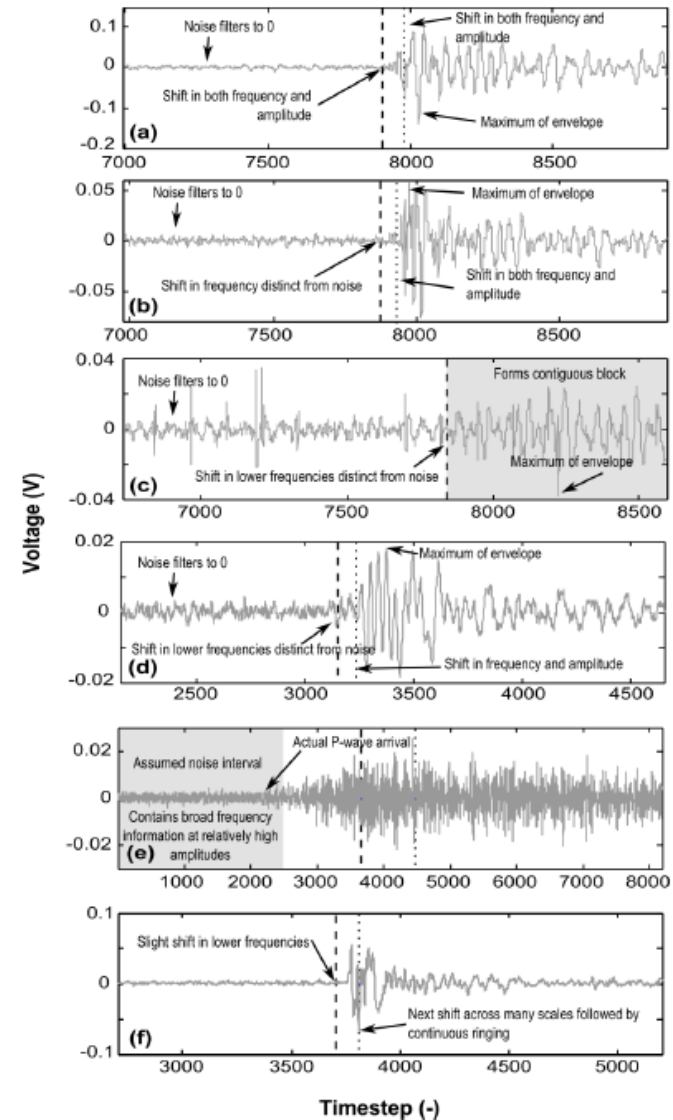 Voltage (V)
0.1
0
-0.1
-0.2
Noise filters to 0
Shift in both frequency and
amplitude
Shift in both frequency and
amplitude
Maximum of envelope
(a)
7000 7500 8000 8500
0.05
0
-0.05
Noise filters to 0
Maximum of envelope
Shift in frequency distinct from noise
Shift in both frequency and
amplitude
(b)
7000 7500 8000 8500
0.04
0
-0.04
Noise filters to 0
Forms contiguous block
Shift in lower frequencies distinct from noise
Maximum of envelope
(c)
7000 7500 8000 8500
0.02
0
-0.02
Noise filters to 0
Maximum of envelope
Shift in lower frequencies distinct from noise
Shift in frequency and amplitude
(d)
2500 3000 3500 4000 4500
0.02
0
-0.02
Assumed noise interval
Actual P-wave arrival
Contains broad frequency
information at relatively high
amplitudes
(e)
1000 2000 3000 4000 5000 6000 7000 8000
0.1
0
-0.1
Slight shift in lower frequencies
Next shift across many scales followed by
continuous ringing
(f)
3000 3500 4000 4500 5000
Timestep (-)